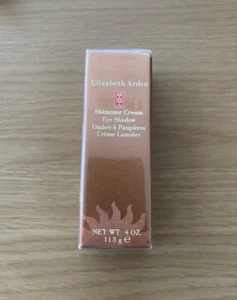 Elizabeth Arden
Shimmer Cream
Eye Shadow
Ombre à Paupières
Crème Lumière
NET WT. .4 OZ.
11.3 g ℮